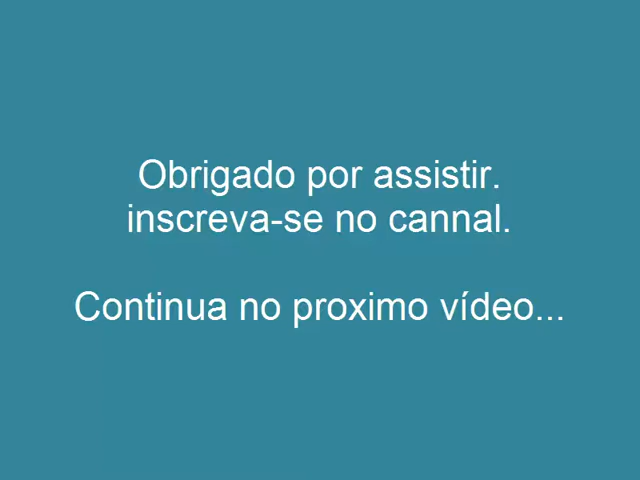 Obrigado por assistir.
inscreva-se no cannal.
Continua no proximo vídeo...